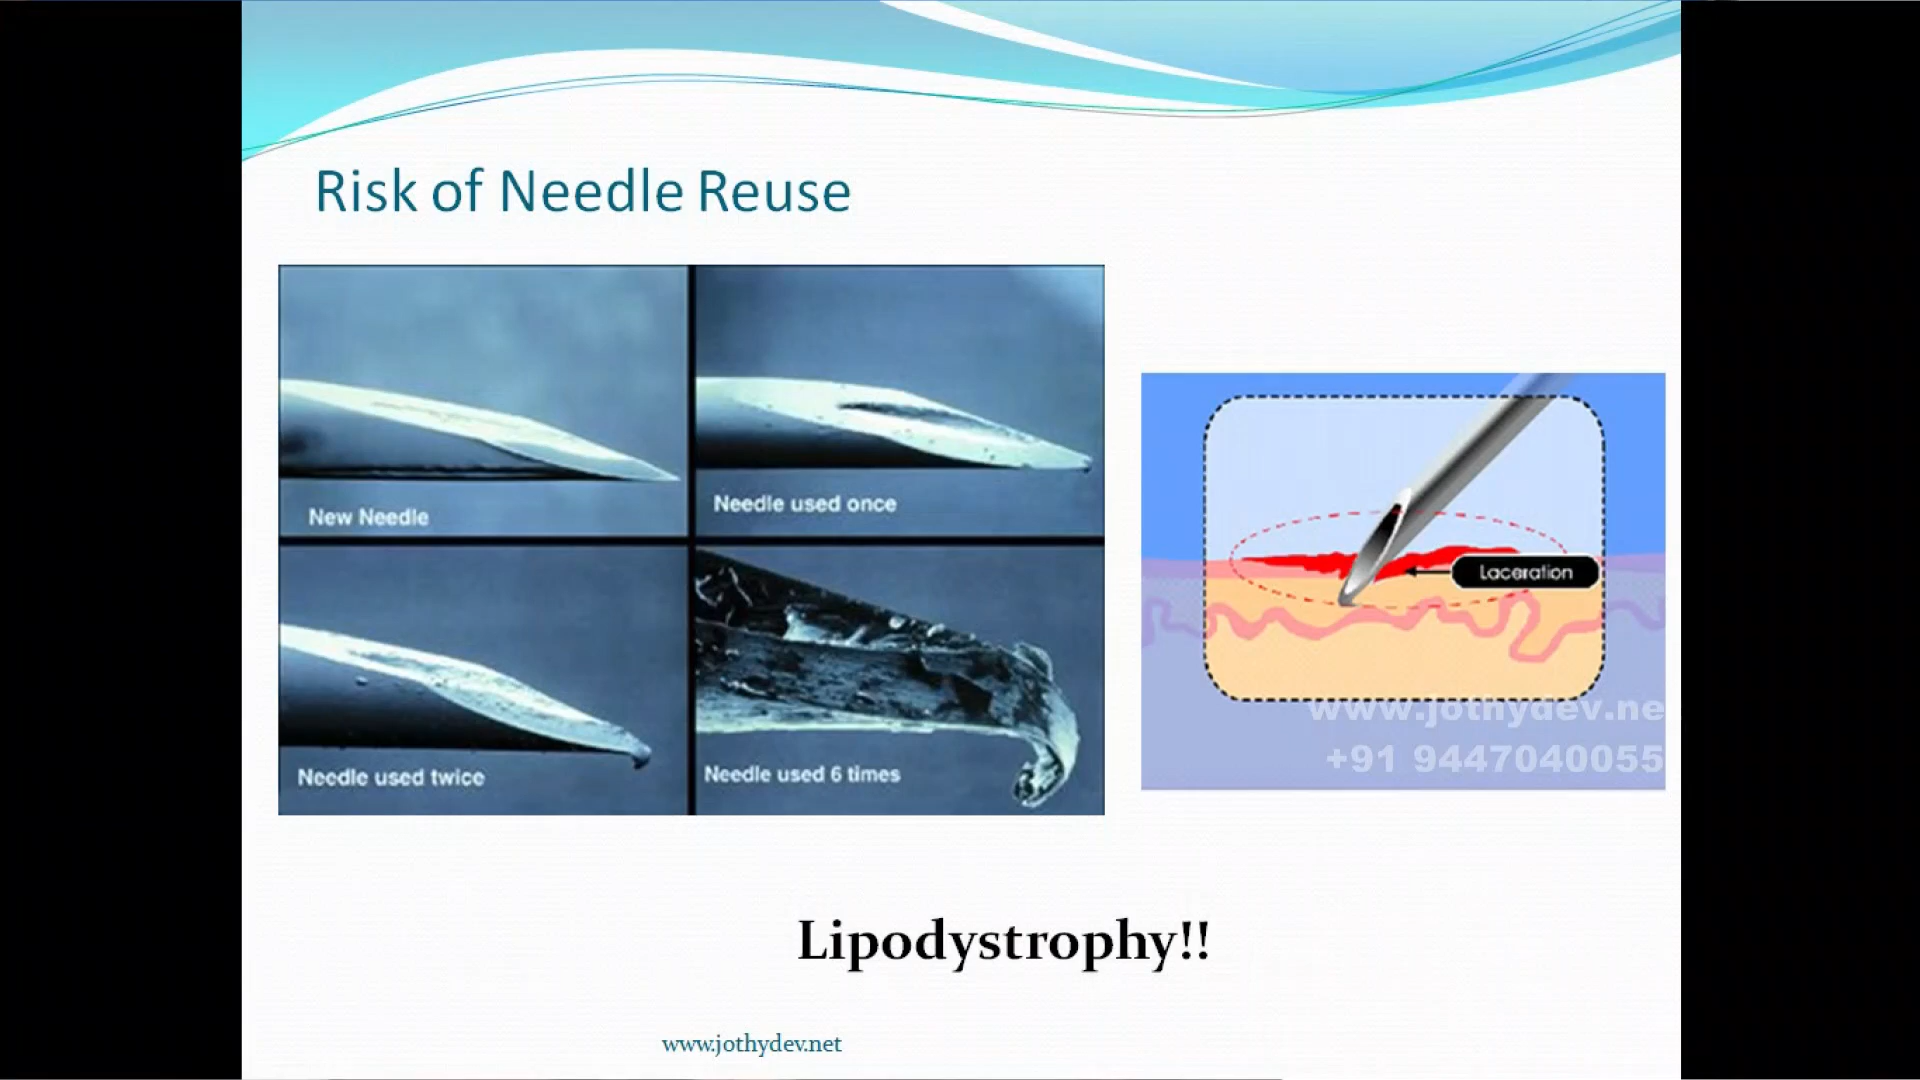 Risk of Needle Reuse
New Needle
Needle used once
Needle used twice
Needle used 6 times
Laceration
www.jothydev.ne
+91 9447040055
Lipodystrophy!!
www.jothydev.net